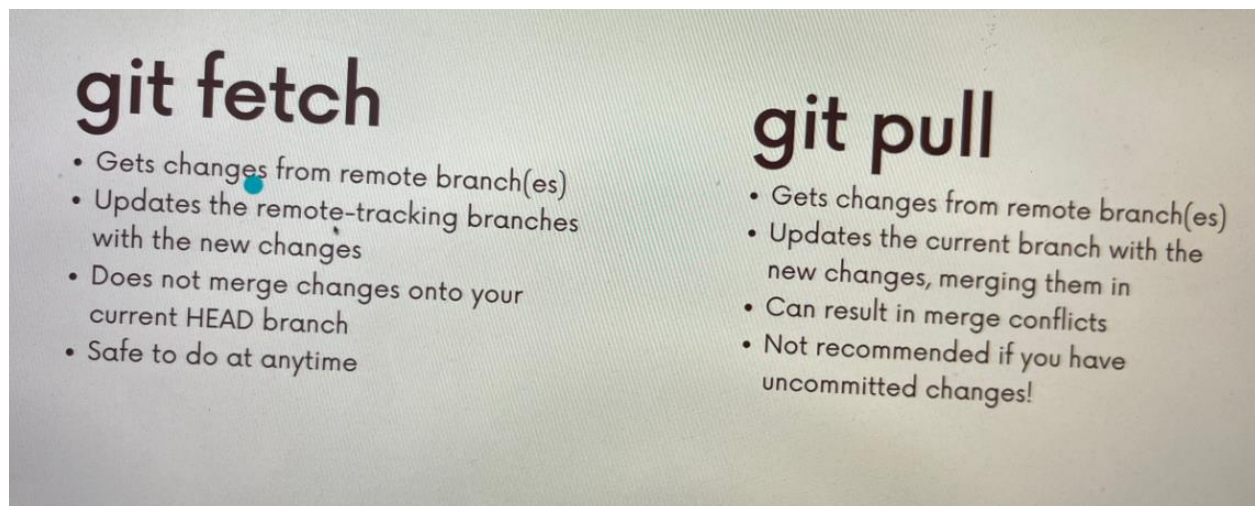 git fetch
• Gets changes from remote branch(es)
• Updates the remote-tracking branches
with the new changes
• Does not merge changes onto your
current HEAD branch
• Safe to do at anytime
git pull
• Gets changes from remote branch(es)
• Updates the current branch with the
new changes, merging them in
• Can result in merge conflicts
• Not recommended if you have
uncommitted changes!